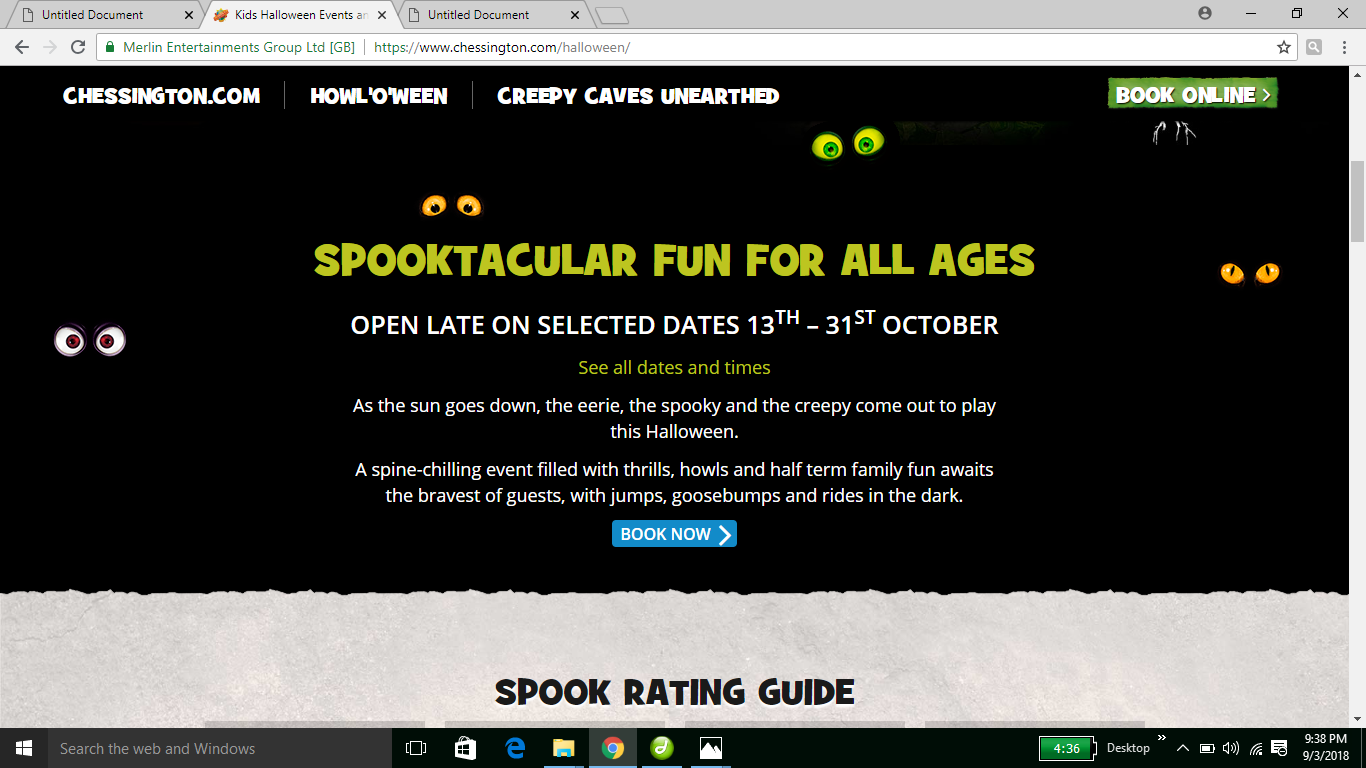 Untitled Document
Kids Halloween Events an
Untitled Document
Merlin Entertainments Group Ltd [GB]
https://www.chessington.com/halloween/
CHESSINGTON.COM
HOWL'O'WEEN
CREEPY CAVES UNEARTHED
BOOK ONLINE
SPOOKTACULAR FUN FOR ALL AGES
OPEN LATE ON SELECTED DATES 13TH – 31ST OCTOBER
See all dates and times
As the sun goes down, the eerie, the spooky and the creepy come out to play
this Halloween.
A spine-chilling event filled with thrills, howls and half term family fun awaits
the bravest of guests, with jumps, goosebumps and rides in the dark.
BOOK NOW
SPOOK RATING GUIDE
Search the web and Windows
4:36
Desktop
9:38 PM
9/3/2018